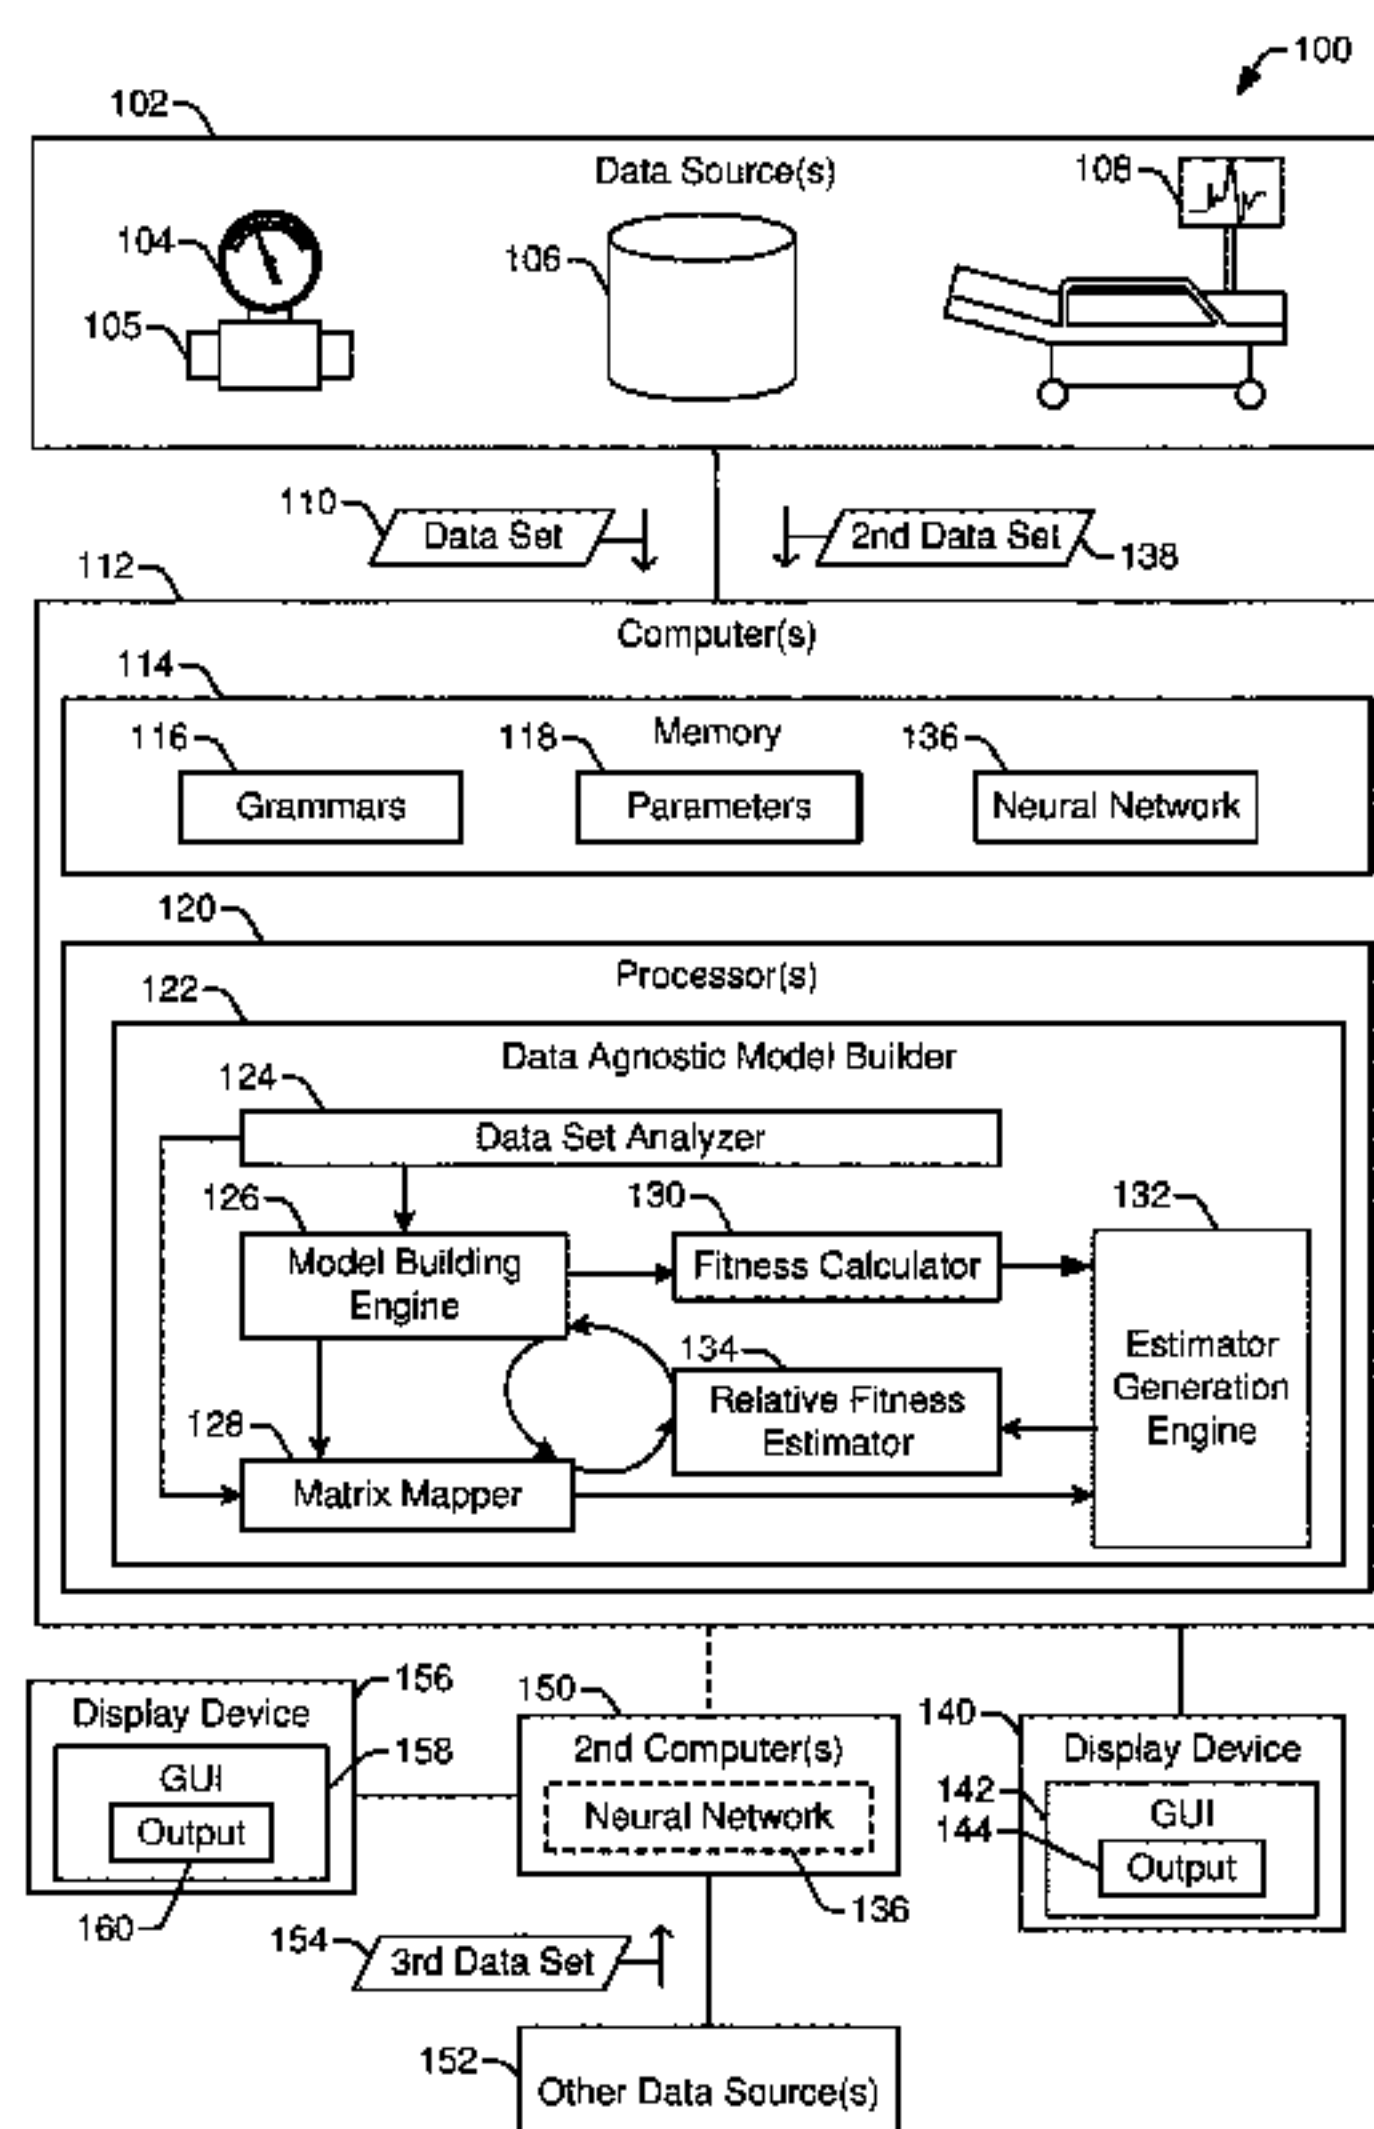 100
102
Data Source(s)
108
104
106
105
110
Data Set
2nd Data Set
138
112
Computer(s)
114
Memory
116
118
136
Grammars
Parameters
Neural Network
120
Processor(s)
122
Data Agnostic Model Builder
124
Data Set Analyzer
126
130
132
Model Building
Engine
Fitness Calculator
134
Estimator
Generation
Engine
Relative Fitness
Estimator
128
Matrix Mapper
156
Display Device
158
GUI
Output
160
150
2nd Computer(s)
Neural Network
136
140
Display Device
142
GUI
144
Output
154
3rd Data Set
152
Other Data Source(s)